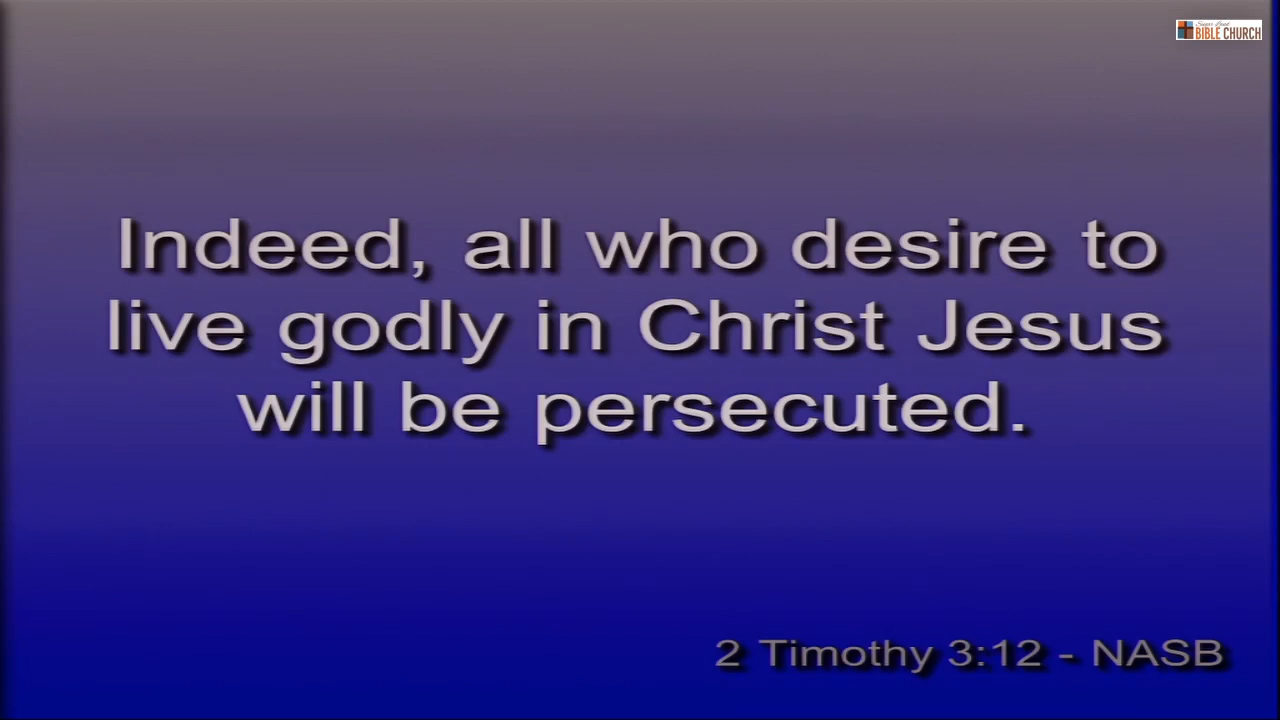 BIBLE CHURCH
Indeed, all who desire to
live godly in Christ Jesus
will be persecuted.
2 Timothy 3:12 - NASB